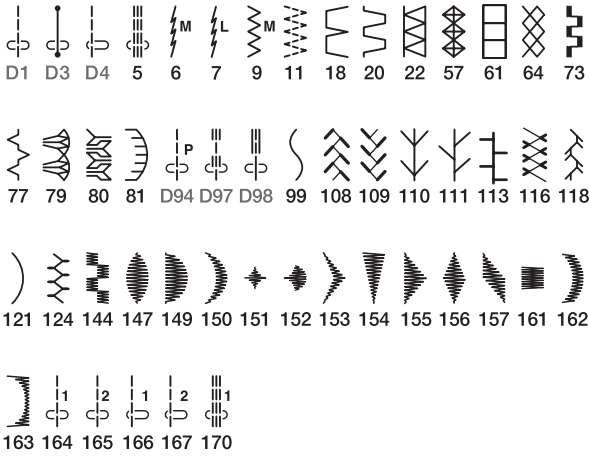 M L M
D1 D3 D4 5 6 7 9 11 18 20 22 57 61 64 73
P
77 79 80 81 D94 D97 D98 99 108 109 110 111 113 116 118
121 124 144 147 149 150 151 152 153 154 155 156 157 161 162
1 2 1 2 1
163 164 165 166 167 170